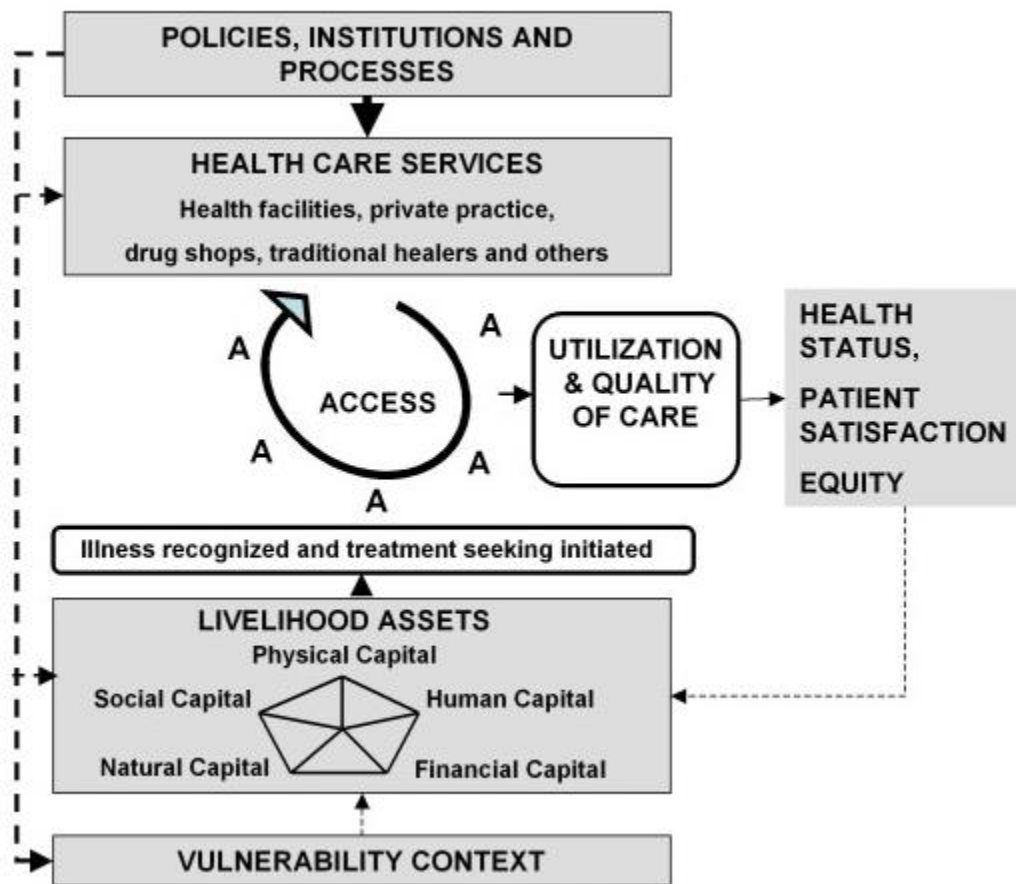 POLICIES, INSTITUTIONS AND
PROCESSES
HEALTH CARE SERVICES
Health facilities, private practice,
drug shops, traditional healers and others
A
A
ACCESS
A
A
A
UTILIZATION
& QUALITY
OF CARE
HEALTH
STATUS,
PATIENT
SATISFACTION
EQUITY
Illness recognized and treatment seeking initiated
LIVELIHOOD ASSETS
Physical Capital
Social Capital
Human Capital
Natural Capital
Financial Capital
VULNERABILITY CONTEXT